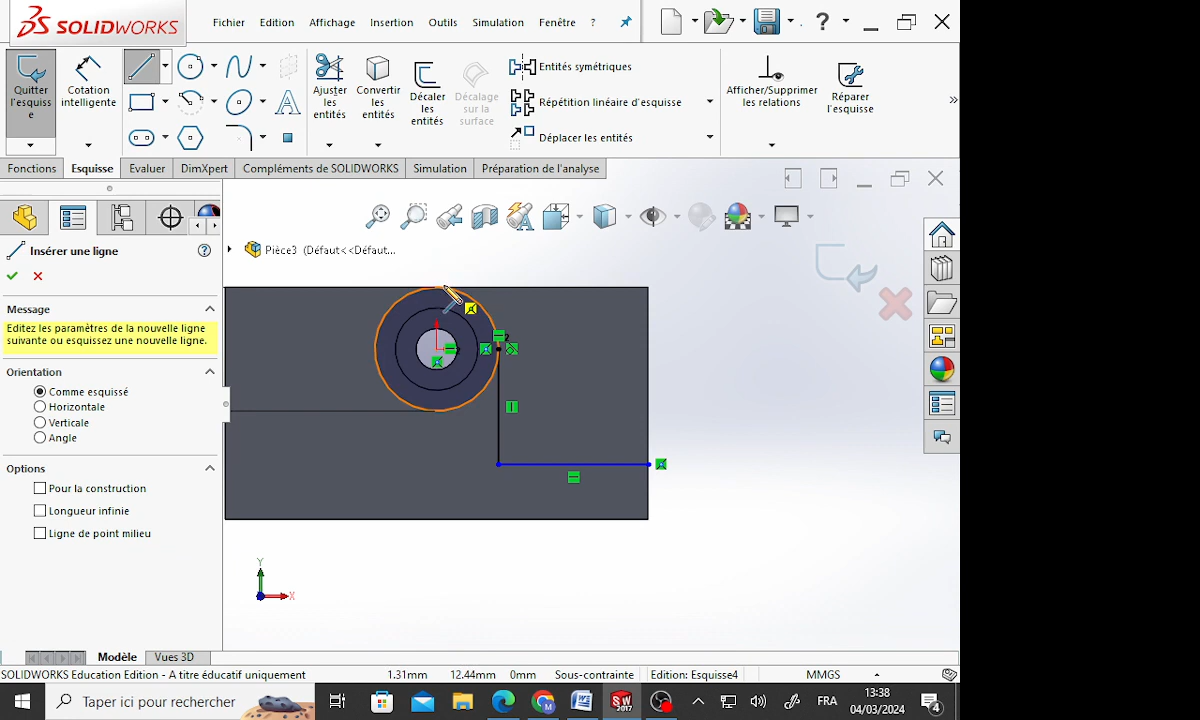 SOLIDWORKS
Fichier Edition Affichage Insertion Outils Simulation Fenêtre ?
Quitter l'esquisse
Cotation intelligente
Ajuster les entités
Convertir les entités
Décaler les entités
Décalage sur la surface
Entités symétriques
Répétition linéaire d'esquisse
Déplacer les entités
Afficher/Supprimer les relations
Réparer l'esquisse
Fonctions Esquisse Evaluer DimXpert Compléments de SOLIDWORKS Simulation Préparation de l'analyse
Insérer une ligne
Pièce3 (Défaut<<Défaut...
Message
Editez les paramètres de la nouvelle ligne
suivante ou esquissez une nouvelle ligne.
Orientation
Comme esquissé
Horizontale
Verticale
Angle
Options
Pour la construction
Longueur infinie
Ligne de point milieu
2
Y
X
Modèle Vues 3D
SOLIDWORKS Education Edition - A titre éducatif uniquement 1.31mm 12.44mm 0mm Sous-contrainte Edition: Esquisse4 MMGS
Taper ici pour rechercher
SW
2017
FRA
13:38
04/03/2024
4